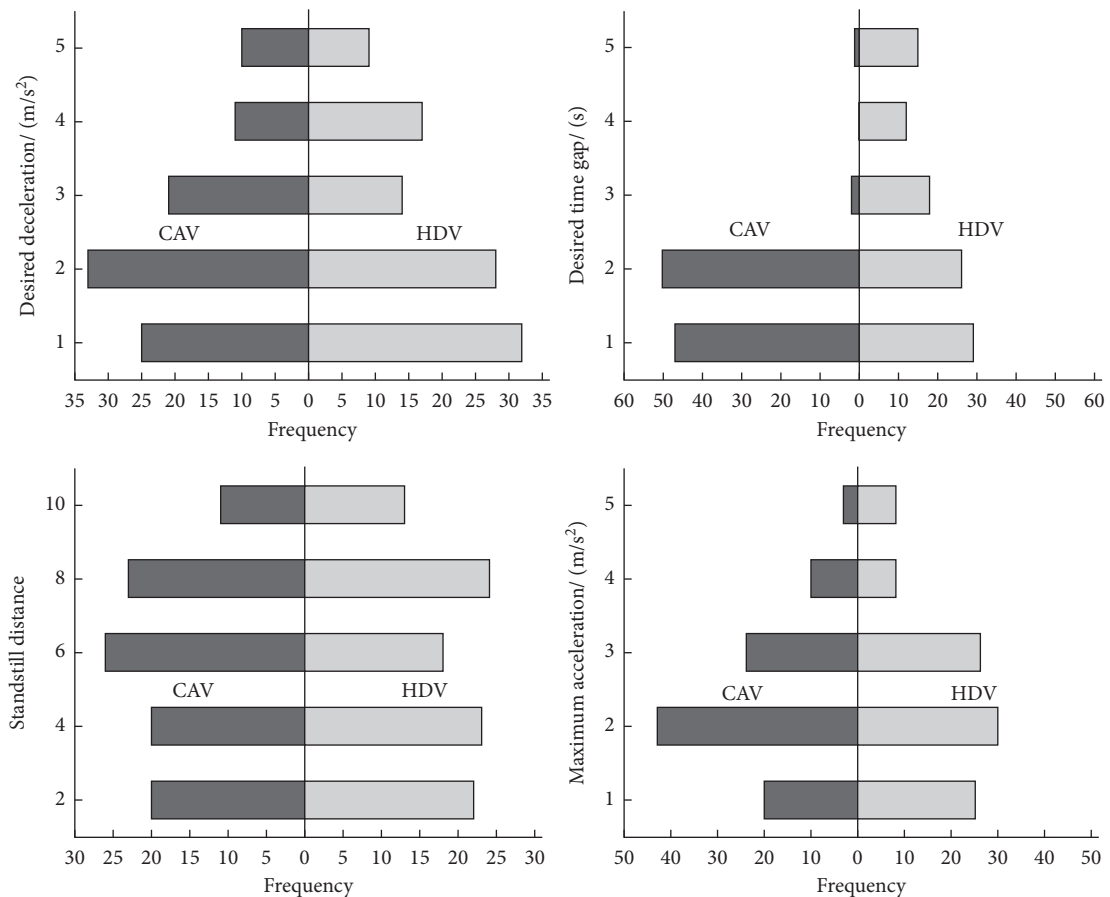 Desired deceleration/ (m/s²)
5
4
3
2
1
CAV
HDV
35 30 25 20 15 10 5 0 5 10 15 20 25 30 35
Frequency
Desired time gap/ (s)
5
4
3
2
1
CAV
HDV
60 50 40 30 20 10 0 10 20 30 40 50 60
Frequency
Standstill distance
10
8
6
4
2
CAV
HDV
30 25 20 15 10 5 0 5 10 15 20 25 30
Frequency
Maximum acceleration/ (m/s²)
5
4
3
2
1
CAV
HDV
50 40 30 20 10 0 10 20 30 40 50
Frequency